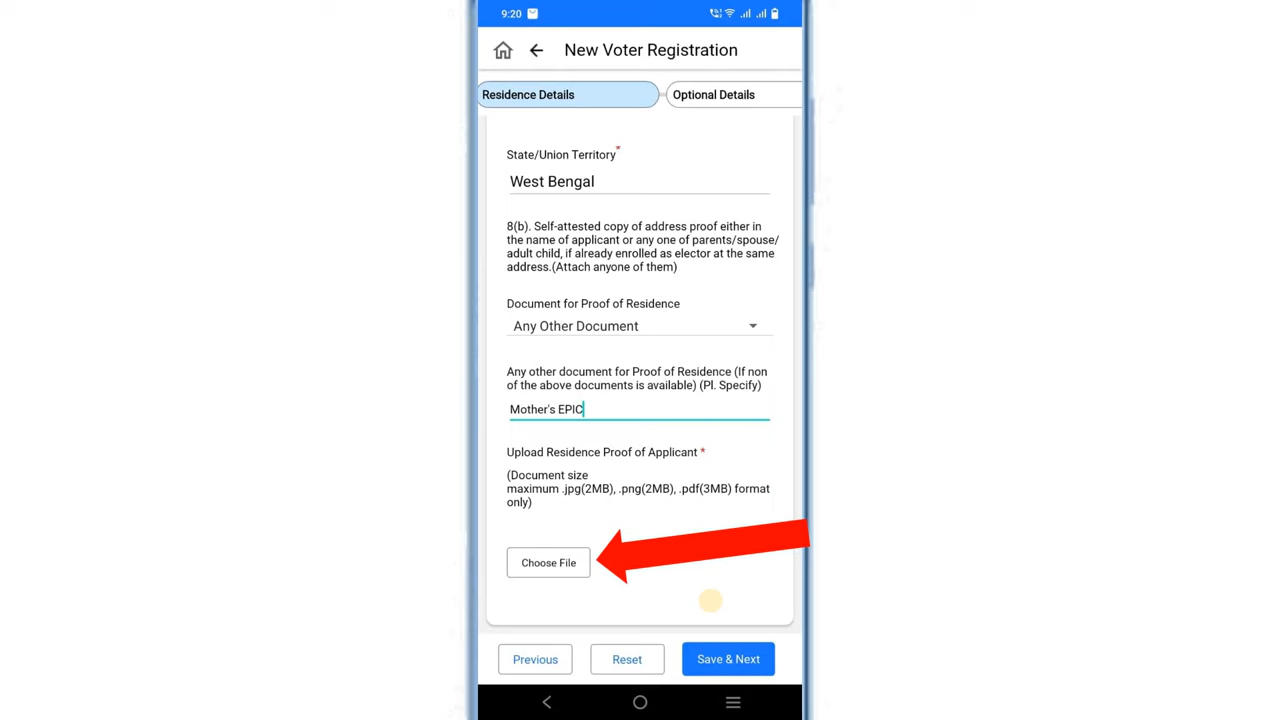 9:20
New Voter Registration
Residence Details
Optional Details
State/Union Territory*
West Bengal
8(b). Self-attested copy of address proof either in
the name of applicant or any one of parents/spouse/
adult child, if already enrolled as elector at the same
address.(Attach anyone of them)
Document for Proof of Residence
Any Other Document
Any other document for Proof of Residence (If non
of the above documents is available) (Pl. Specify)
Mother's EPIC
Upload Residence Proof of Applicant *
(Document size
maximum .jpg(2MB), .png(2MB), .pdf(3MB) format
only)
Choose File
Previous
Reset
Save & Next